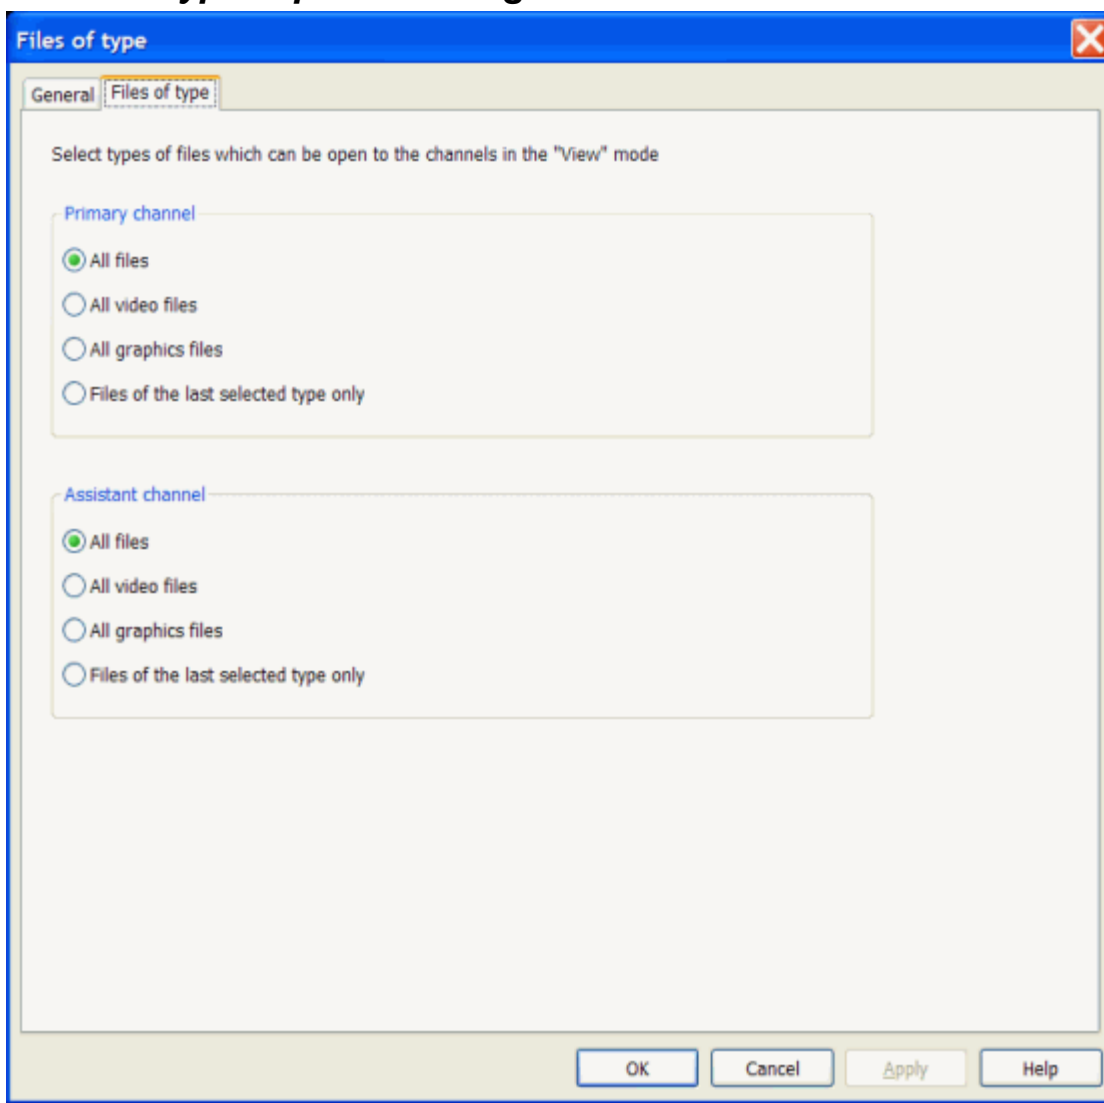 Files of type
General Files of type
Select types of files which can be open to the channels in the "View" mode
Primary channel
All files
All video files
All graphics files
Files of the last selected type only
Assistant channel
All files
All video files
All graphics files
Files of the last selected type only
OK Cancel Apply Help